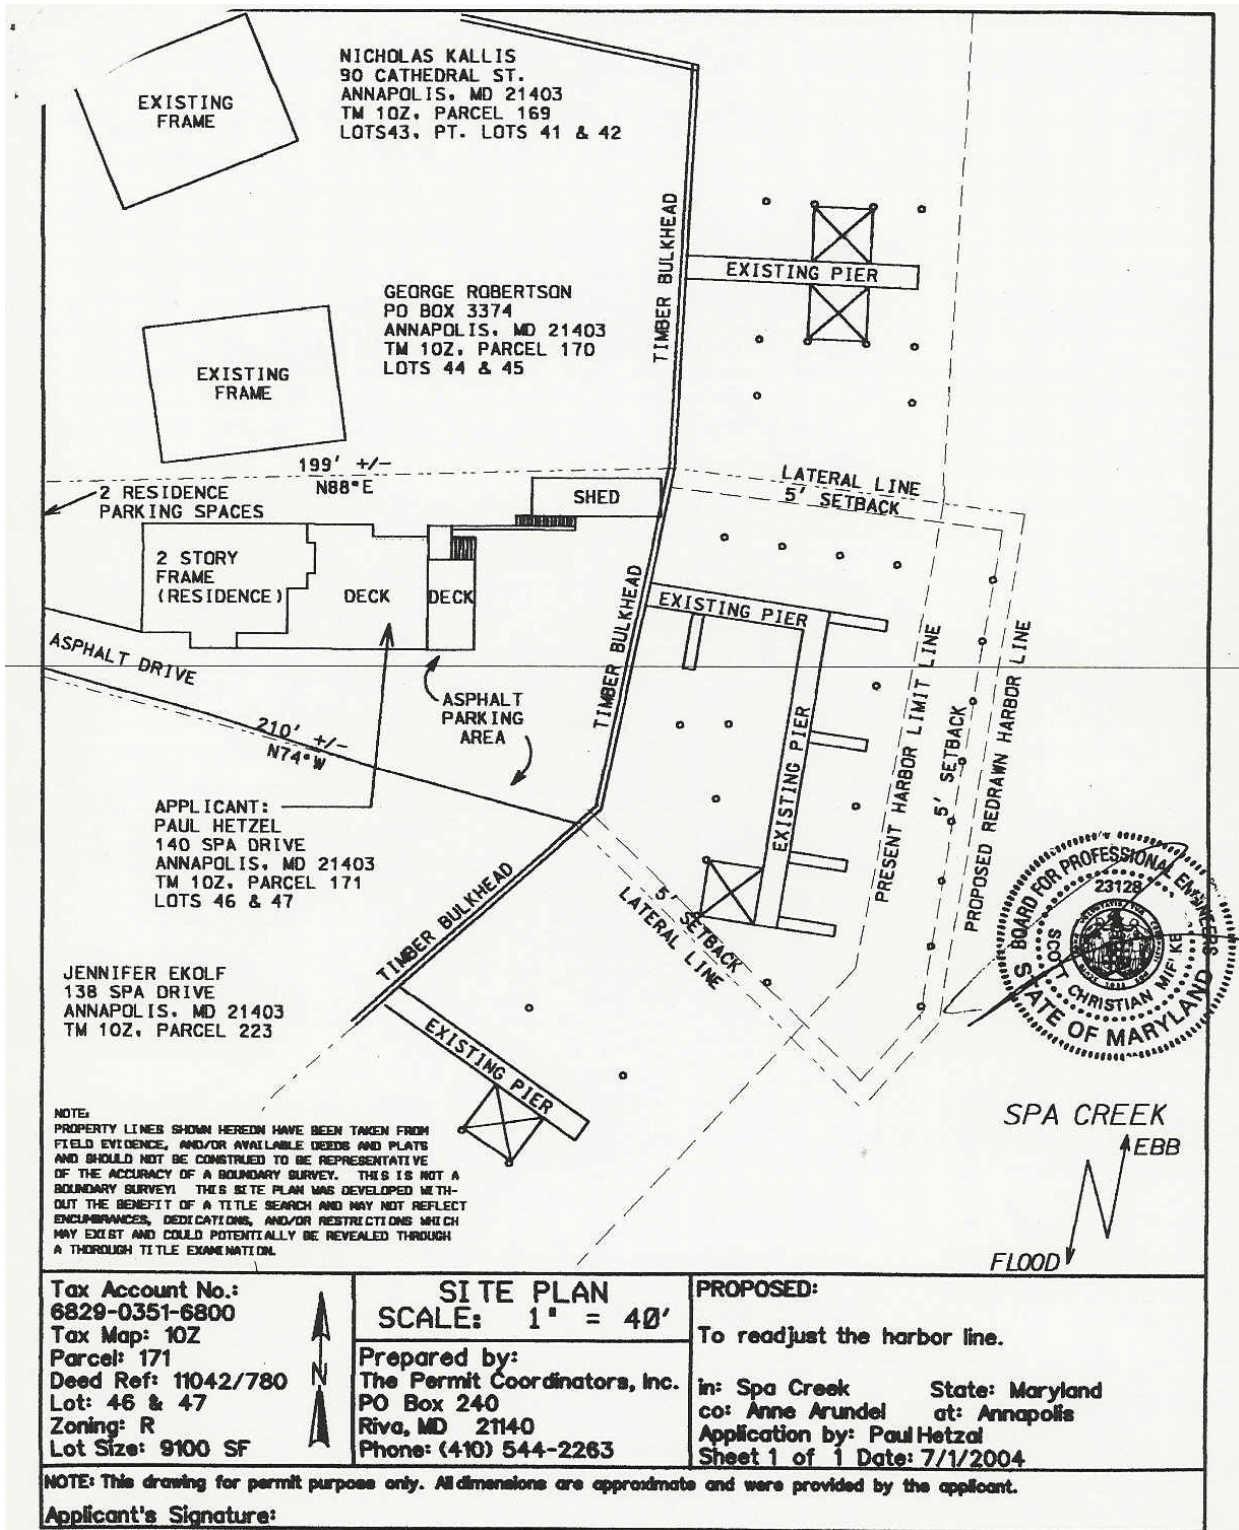 NICHOLAS KALLIS
90 CATHEDRAL ST.
ANNAPOLIS. MD 21403
TM 10Z. PARCEL 169
LOTS43. PT. LOTS 41 & 42
EXISTING
FRAME
TIMBER BULKHEAD
EXISTING PIER
GEORGE ROBERTSON
PO BOX 3374
ANNAPOLIS. MD 21403
TM 10Z. PARCEL 170
LOTS 44 & 45
EXISTING
FRAME
199' +/-
N88°E
LATERAL LINE
5' SETBACK
2 RESIDENCE
PARKING SPACES
SHED
2 STORY
FRAME
(RESIDENCE)
DECK
DECK
EXISTING PIER
TIMBER BULKHEAD
ASPHALT DRIVE
ASPHALT
PARKING
AREA
210' +/-
N74°W
EXISTING PIER
PRESENT HARBOR LIMIT LINE
5' SETBACK
PROPOSED REDRAWN HARBOR LINE
APPLICANT:
PAUL HETZEL
140 SPA DRIVE
ANNAPOLIS. MD 21403
TM 10Z. PARCEL 171
LOTS 46 & 47
TIMBER BULKHEAD
5' SETBACK
LATERAL LINE
BOARD FOR PROFESSIONAL ENGINEERS
23128
SCOTT CHRISTIAN
STATE OF MARYLAND
JENNIFER EKOLF
138 SPA DRIVE
ANNAPOLIS. MD 21403
TM 10Z. PARCEL 223
EXISTING PIER
SPA CREEK
EBB
FLOOD
NOTE:
PROPERTY LINES SHOWN HEREON HAVE BEEN TAKEN FROM
FIELD EVIDENCE, AND/OR AVAILABLE DEEDS AND PLATS
AND SHOULD NOT BE CONSTRUED TO BE REPRESENTATIVE
OF THE ACCURACY OF A BOUNDARY SURVEY. THIS IS NOT A
BOUNDARY SURVEY! THIS SITE PLAN WAS DEVELOPED WITH-
OUT THE BENEFIT OF A TITLE SEARCH AND MAY NOT REFLECT
ENCUMBRANCES, DEDICATIONS, AND/OR RESTRICTIONS WHICH
MAY EXIST AND COULD POTENTIALLY BE REVEALED THROUGH
A THOROUGH TITLE EXAMINATION.
Tax Account No.:
6829-0351-6800
Tax Map: 10Z
Parcel: 171
Deed Ref: 11042/780
Lot: 46 & 47
Zoning: R
Lot Size: 9100 SF
N
SITE PLAN
SCALE: 1" = 40'
Prepared by:
The Permit Coordinators, Inc.
PO Box 240
Riva, MD 21140
Phone: (410) 544-2263
PROPOSED:
To readjust the harbor line.
in: Spa Creek State: Maryland
co: Anne Arundel at: Annapolis
Application by: Paul Hetzal
Sheet 1 of 1 Date: 7/1/2004
NOTE: This drawing for permit purpose only. All dimensions are approximate and were provided by the applicant.
Applicant's Signature: